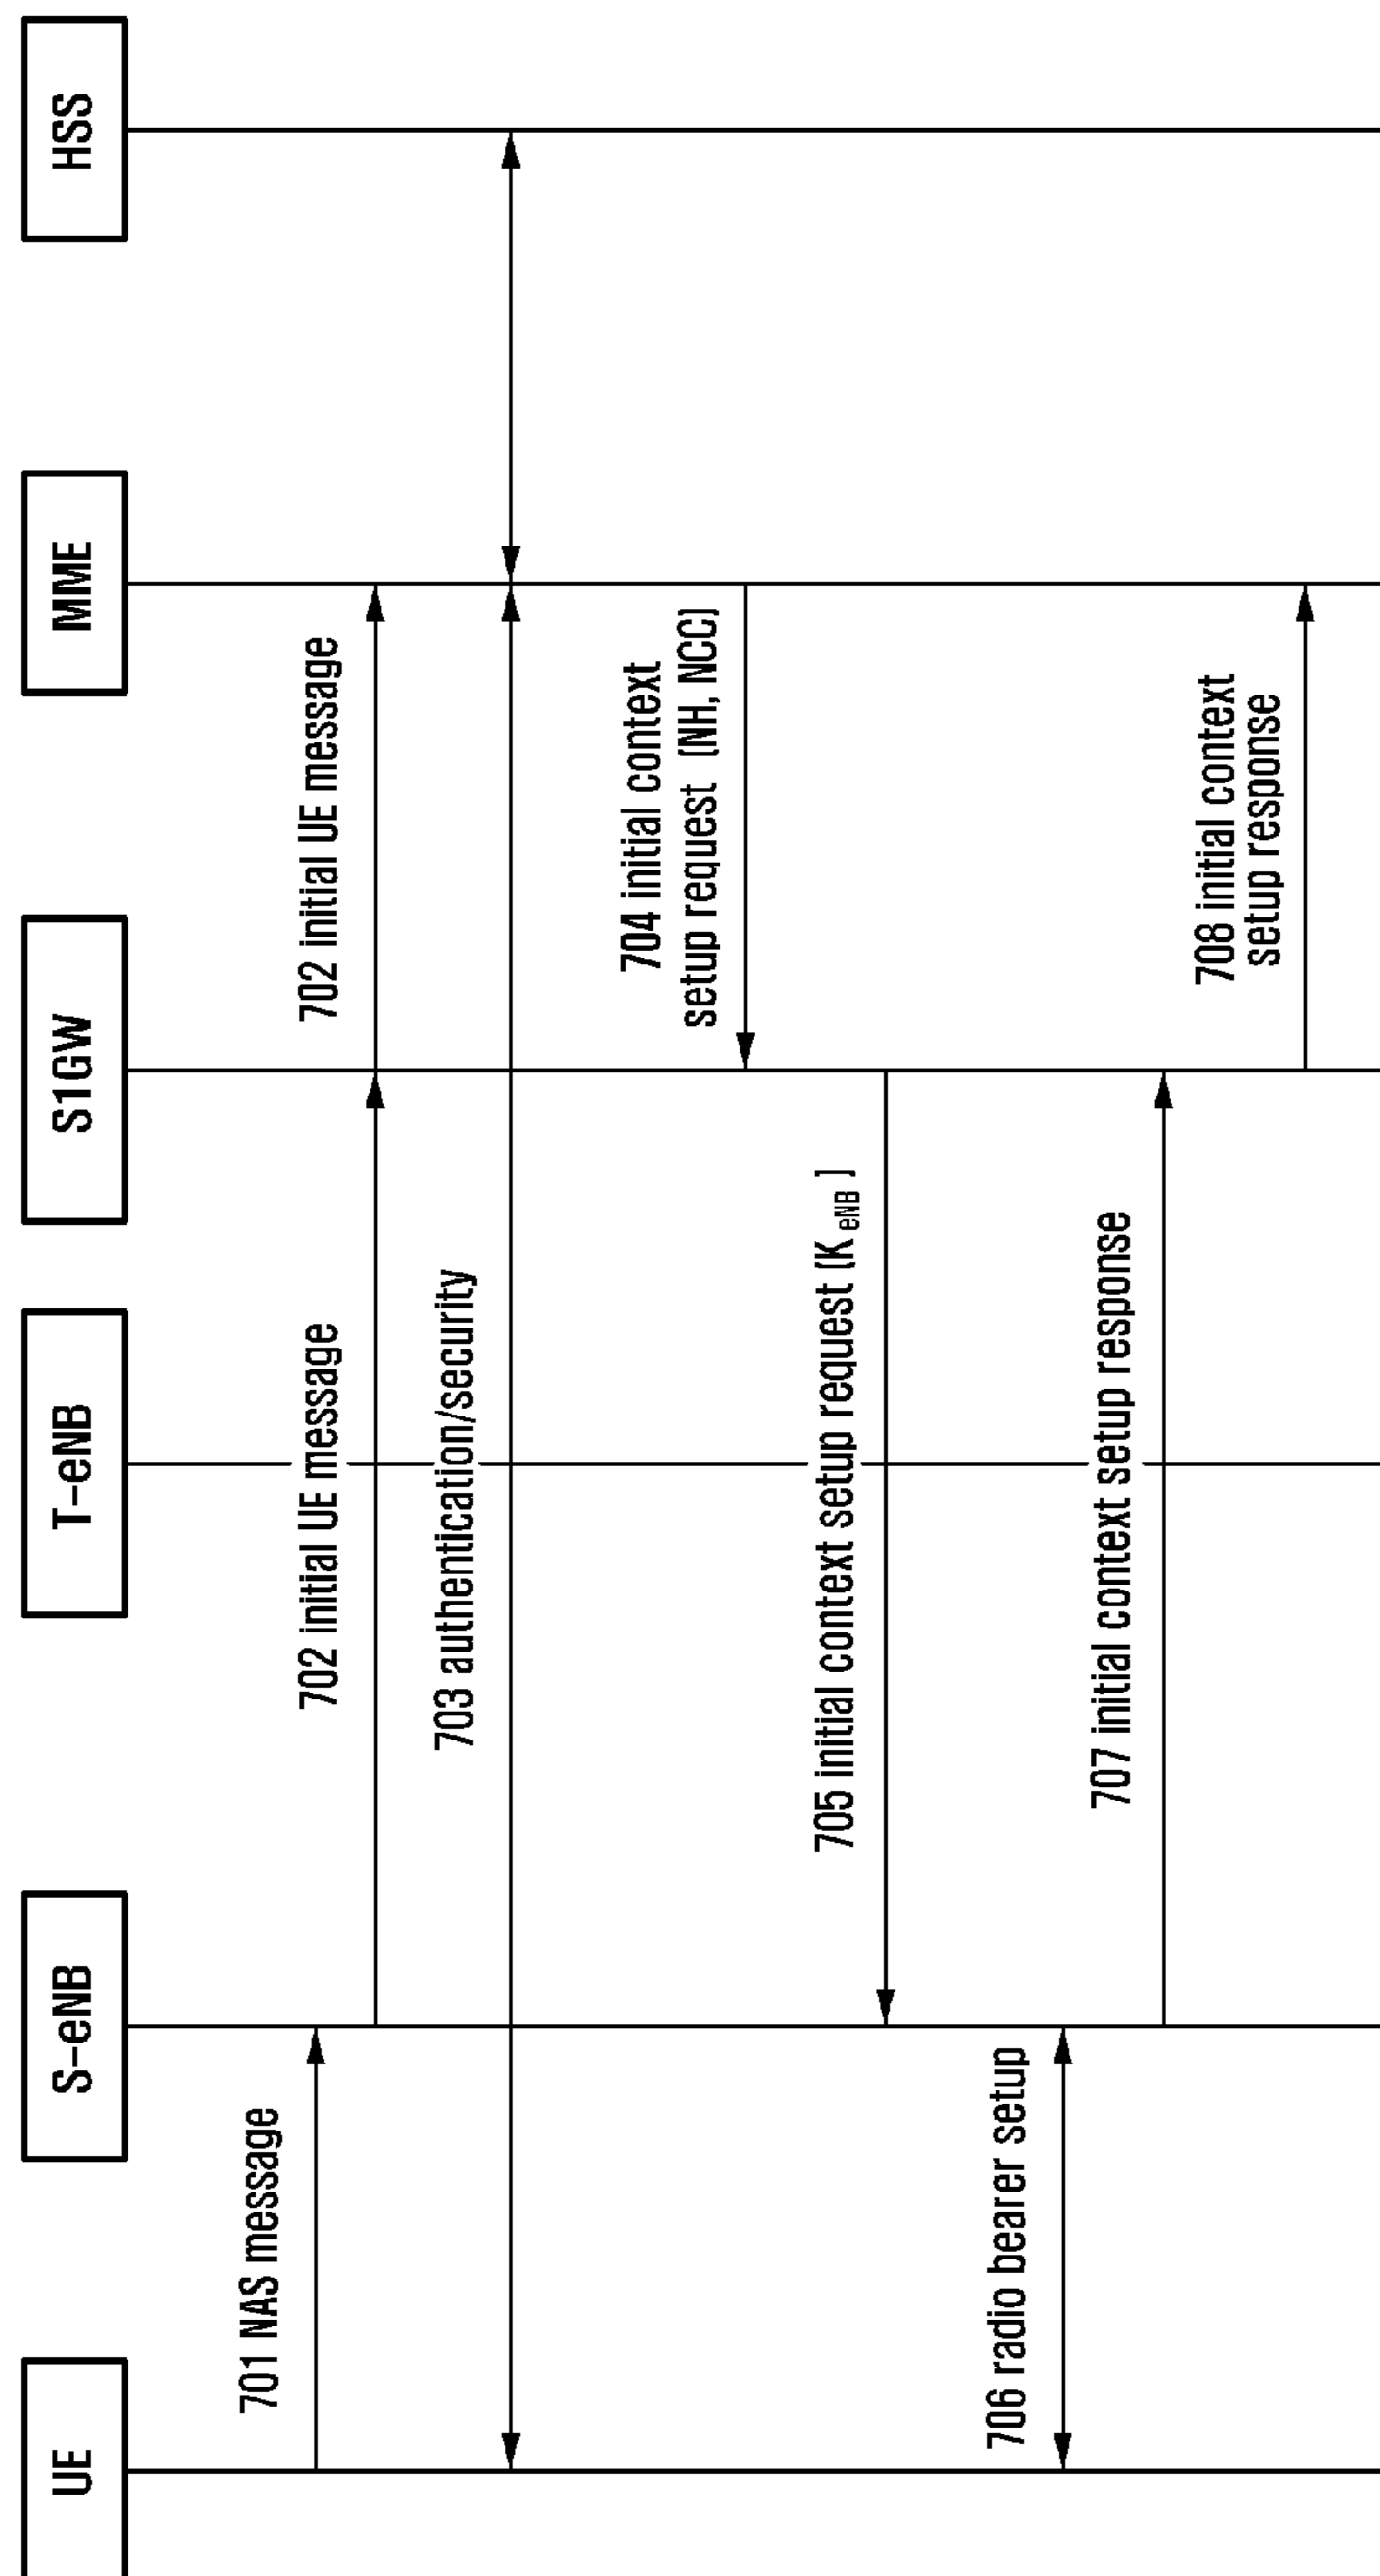 UE
S-eNB
T-eNB
S1GW
MME
HSS
701 NAS message
702 initial UE message
702 initial UE message
703 authentication/security
704 initial context
setup request (NH, NCC)
705 initial context setup request (KeNB)
706 radio bearer setup
707 initial context setup response
708 initial context
setup response